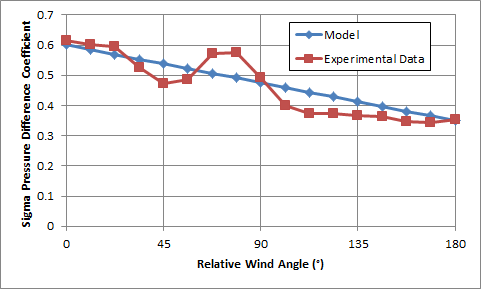 0.7
0.6
0.5
0.4
0.3
0.2
0.1
0
Sigma Pressure Difference Coefficient
Model
Experimental Data
0 45 90 135 180
Relative Wind Angle (°)